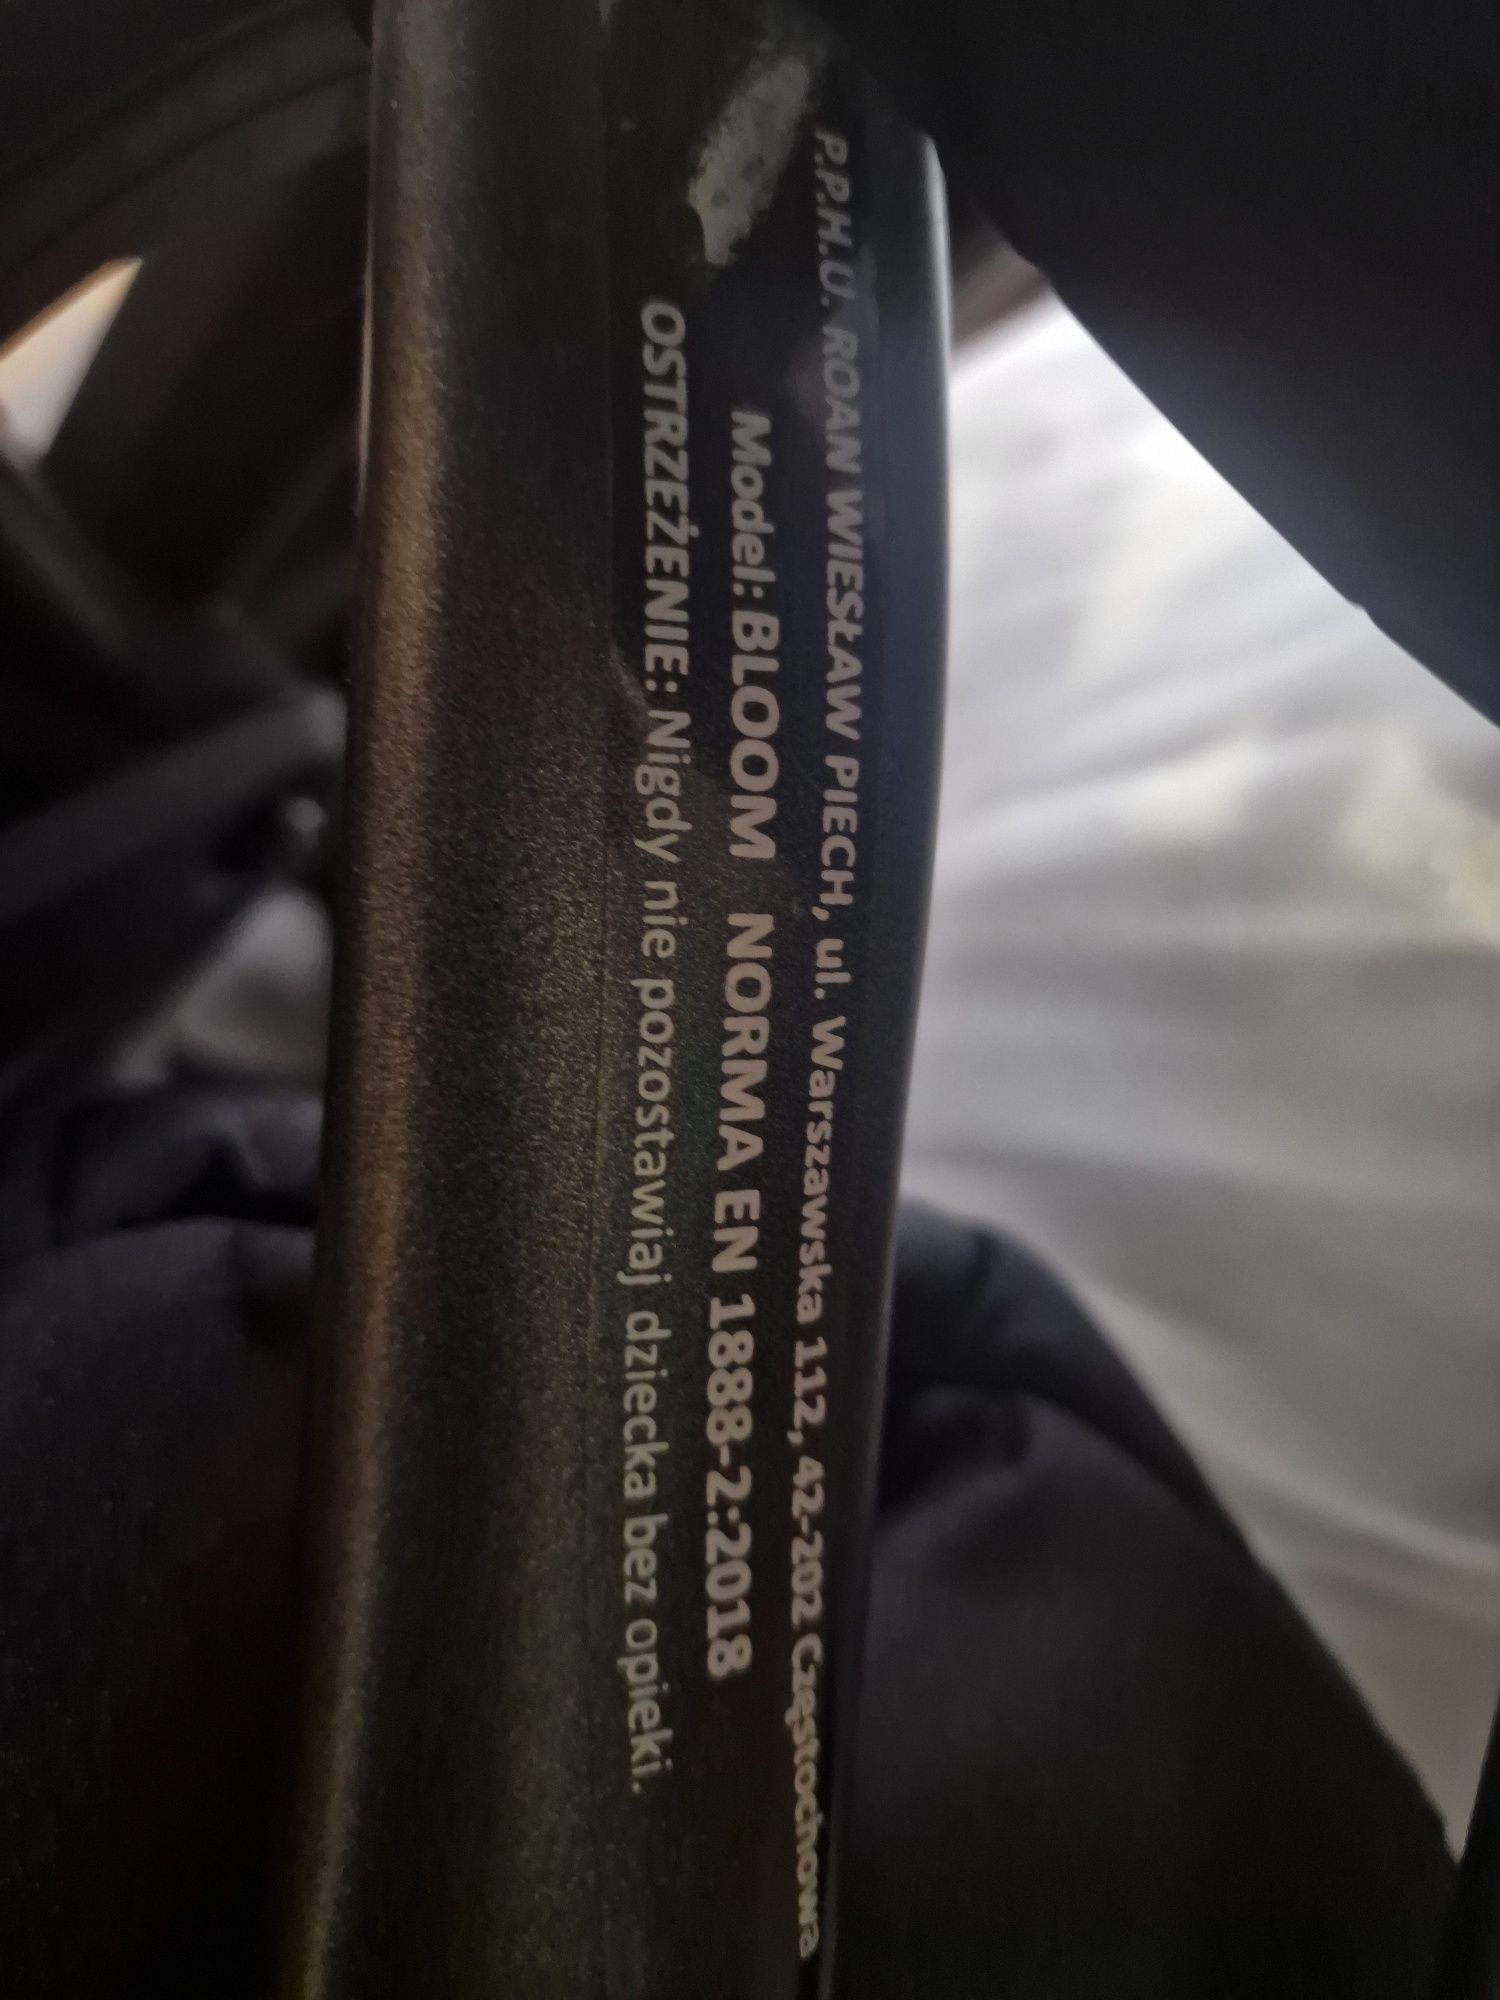 P.P.H.U. ROAN WIESŁAW PIECH, ul. Warszawska 112, 42-202 Częstochowa
Model: BLOOM NORMA EN 1888-2:2018
OSTRZEŻENIE: Nigdy nie pozostawiaj dziecka bez opieki.